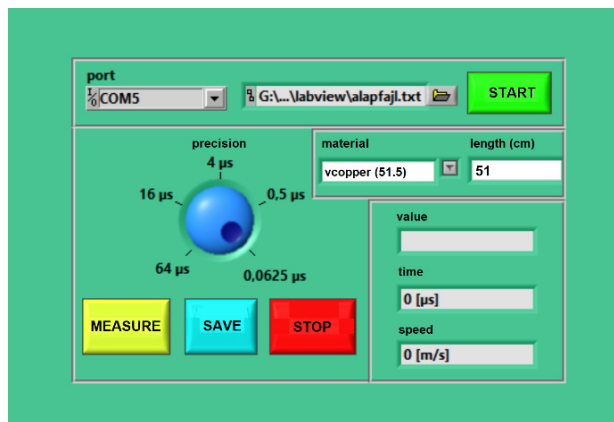 port
COM5
G:\...\labview\alapfajl.txt
START
precision
4 µs
16 µs
0,5 µs
64 µs
0,0625 µs
material
length (cm)
vcopper (51.5)
51
value
time
0 [µs]
speed
0 [m/s]
MEASURE
SAVE
STOP